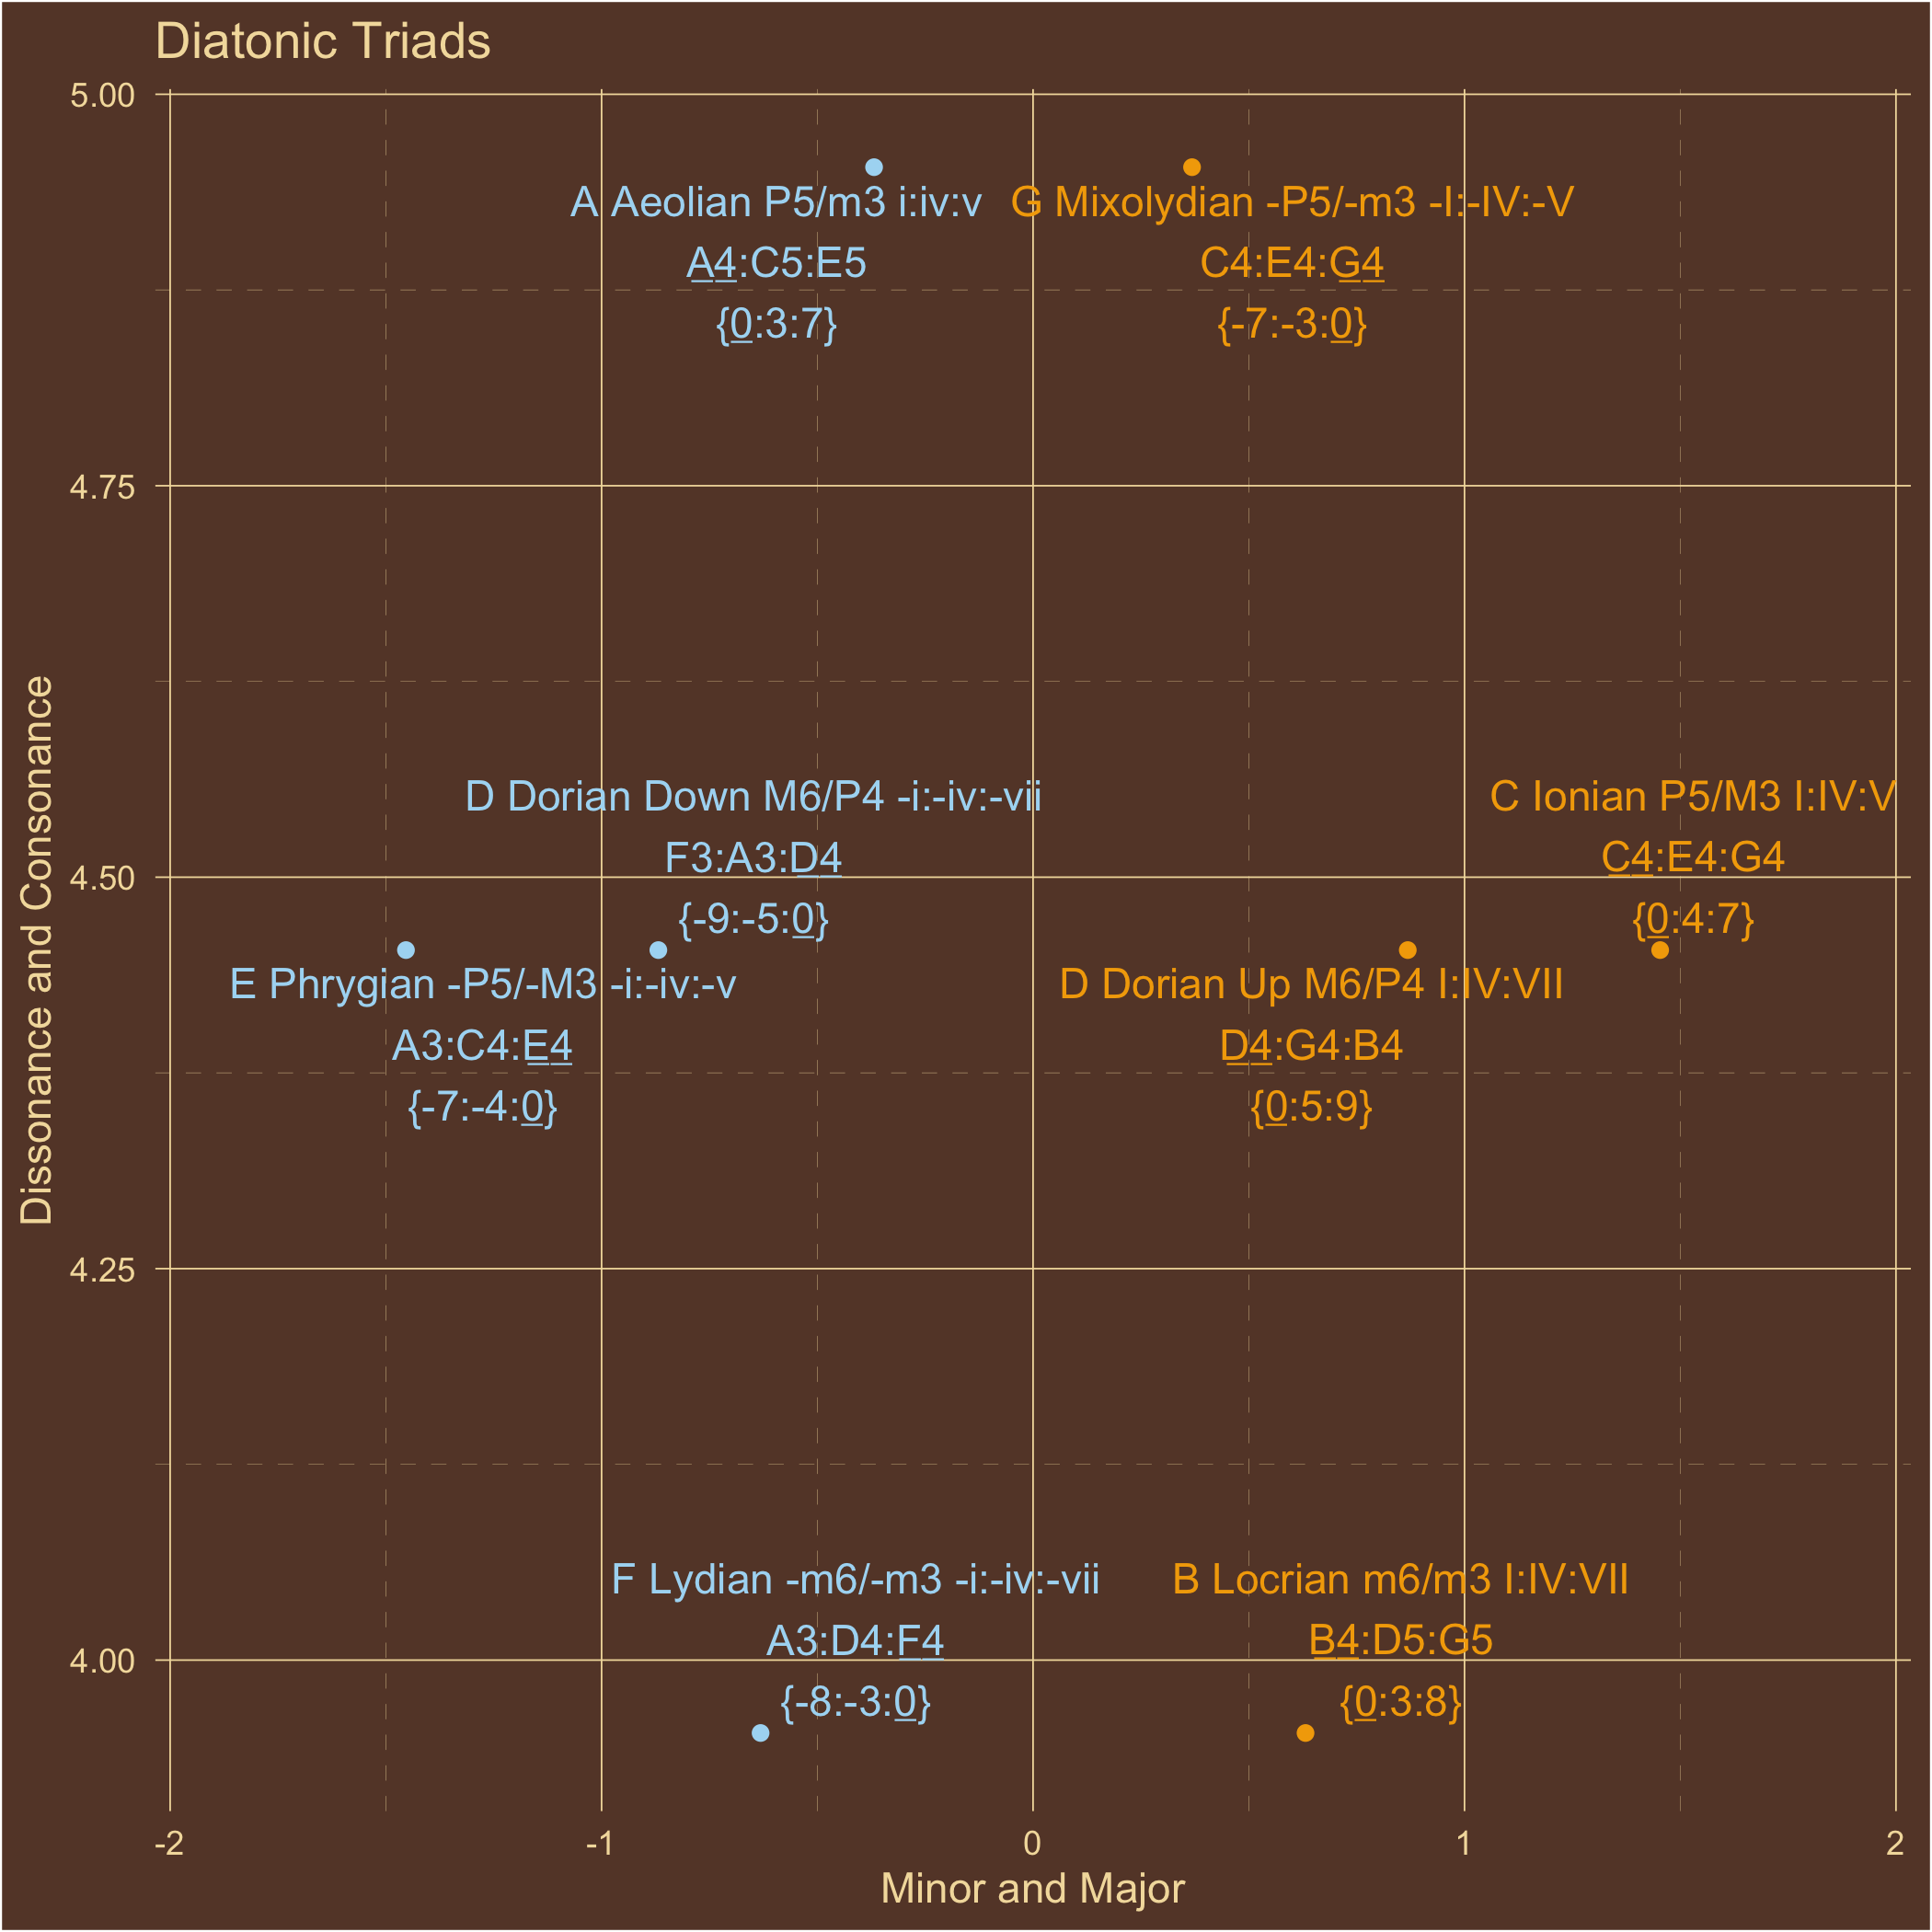 Diatonic Triads
5.00
A Aeolian P5/m3 i:iv:v
A4:C5:E5
{0:3:7}
G Mixolydian -P5/-m3 -I:-IV:-V
C4:E4:G4
{-7:-3:0}
4.75
D Dorian Down M6/P4 -i:-iv:-vii
F3:A3:D4
{-9:-5:0}
C Ionian P5/M3 I:IV:V
C4:E4:G4
{0:4:7}
4.50
E Phrygian -P5/-M3 -i:-iv:-v
A3:C4:E4
{-7:-4:0}
D Dorian Up M6/P4 I:IV:VII
D4:G4:B4
{0:5:9}
4.25
F Lydian -m6/-m3 -i:-iv:-vii
A3:D4:F4
{-8:-3:0}
B Locrian m6/m3 I:IV:VII
B4:D5:G5
{0:3:8}
4.00
Dissonance and Consonance
-2
-1
0
1
2
Minor and Major